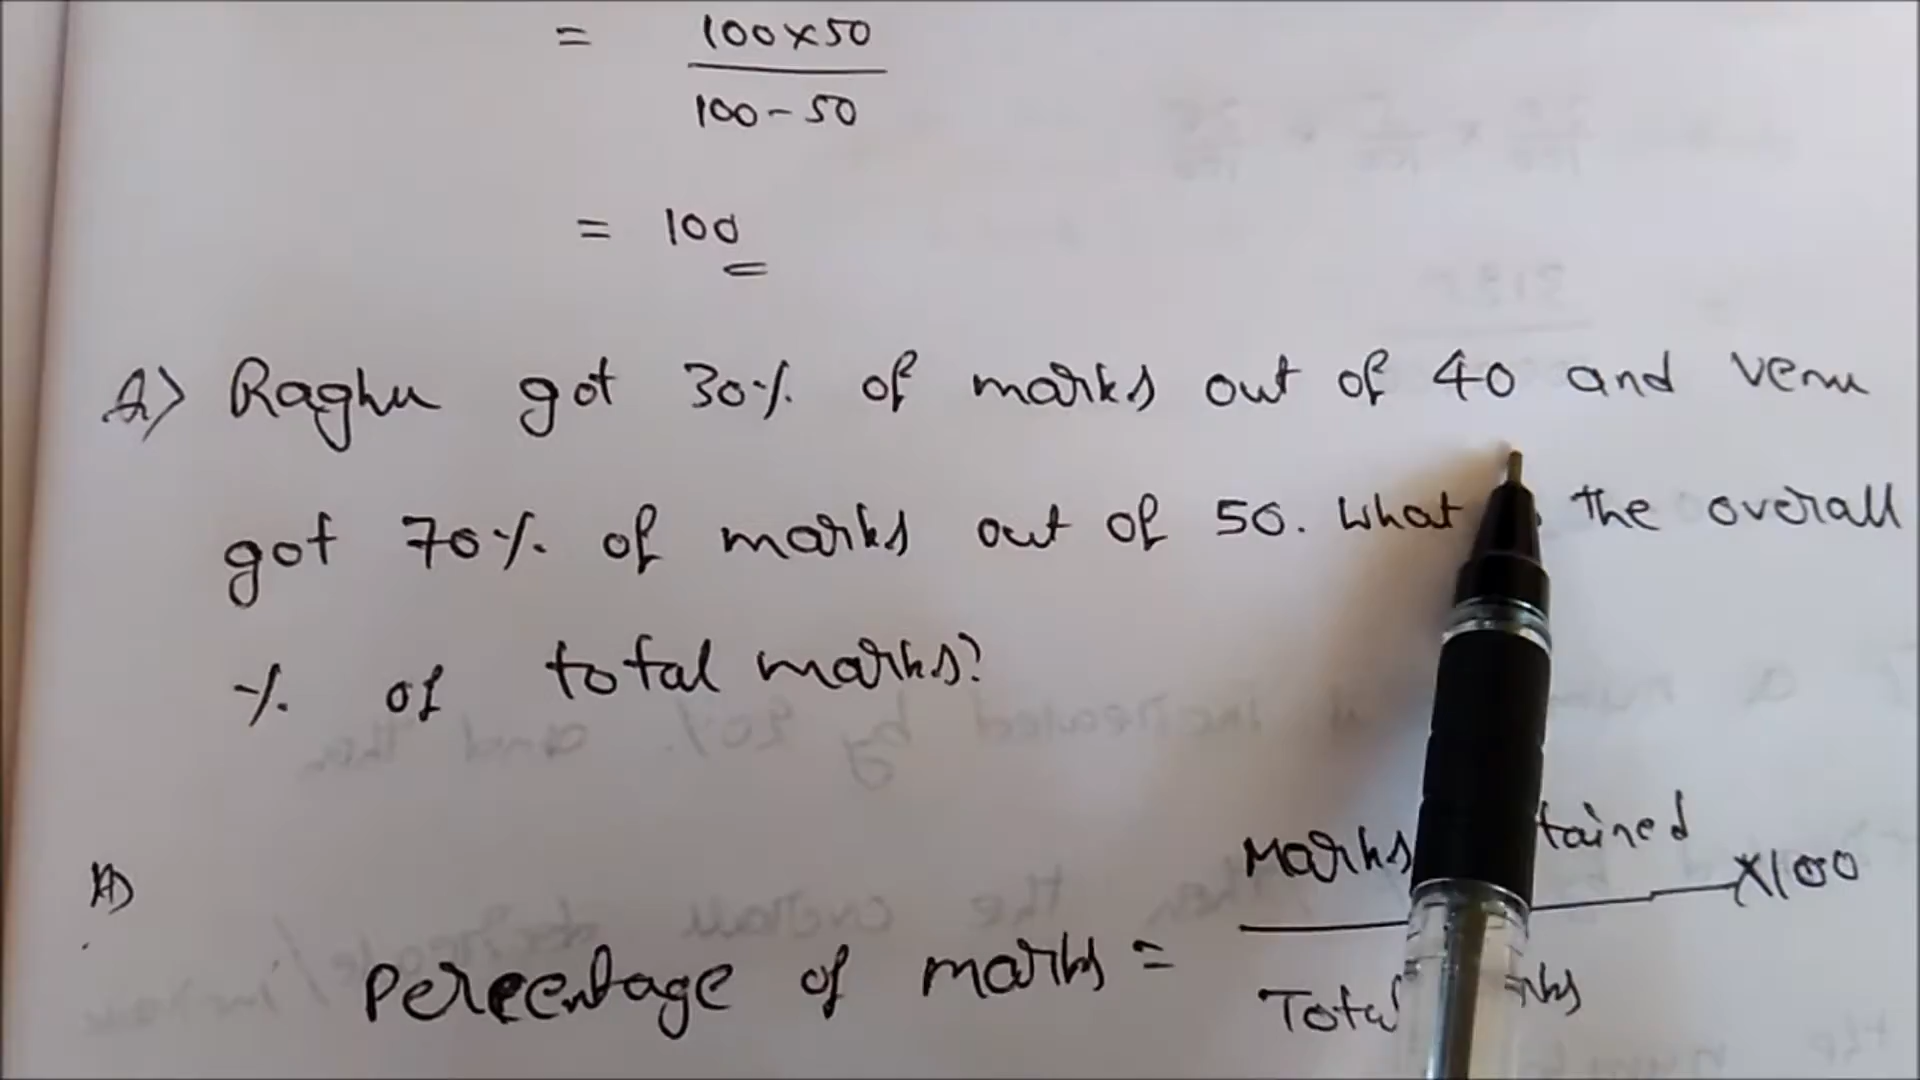 = 100×50
100-50
= 100
Q) Raghu got 30% of marks out of 40 and venu
got 70% of marks out of 50. What the overall
% of total marks?
A)
Marks tained ×100
Percentage of marks =
Total